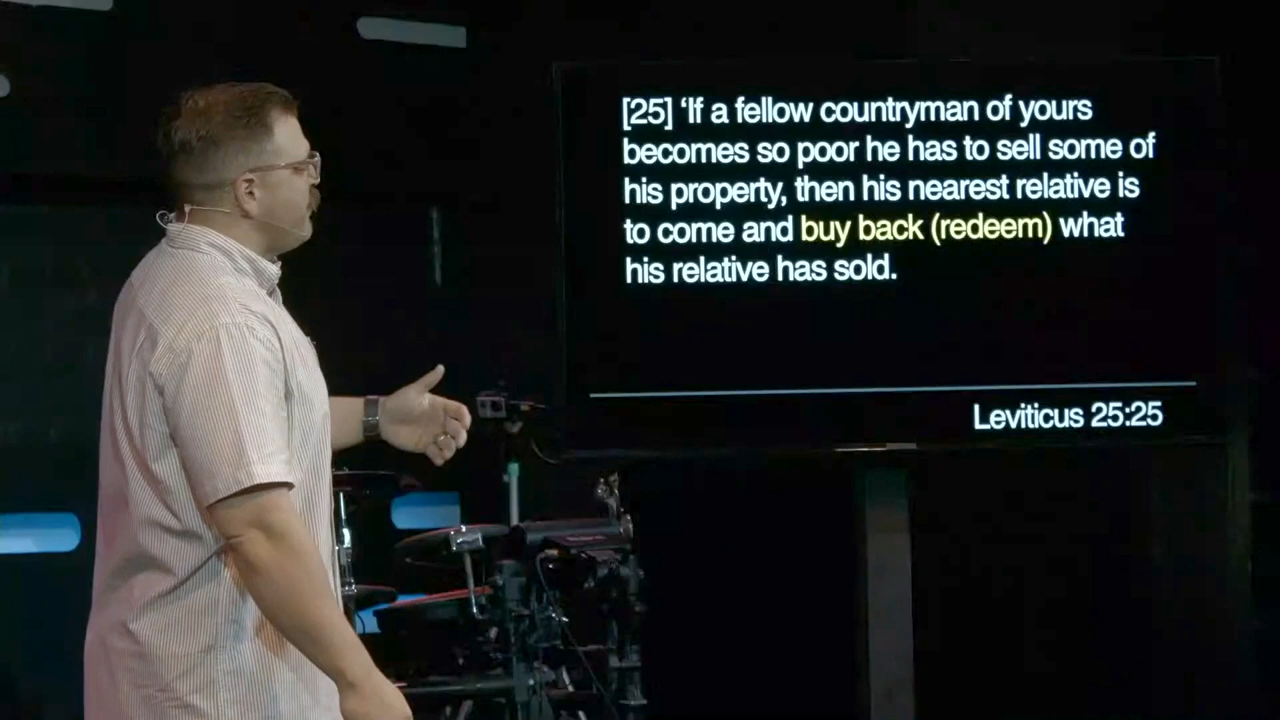 [25] ‘If a fellow countryman of yours
becomes so poor he has to sell some of
his property, then his nearest relative is
to come and buy back (redeem) what
his relative has sold.
Leviticus 25:25